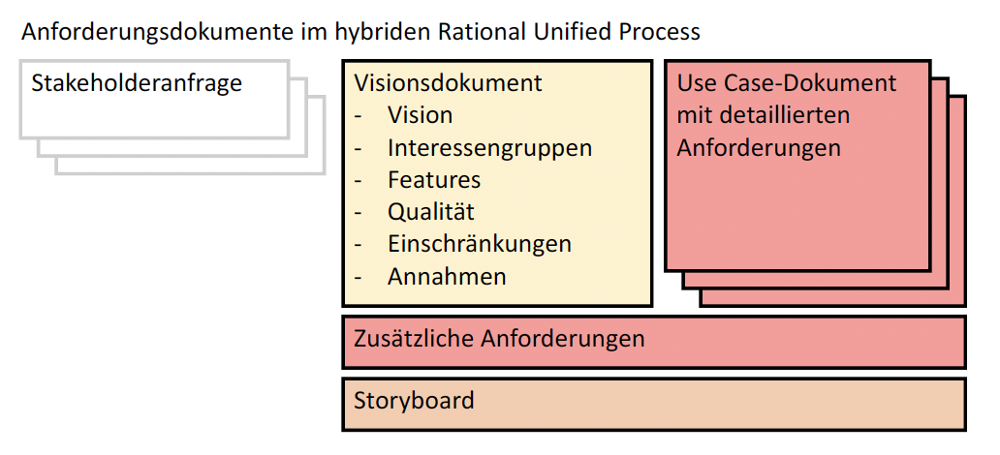 Anforderungsdokumente im hybriden Rational Unified Process
Stakeholderanfrage
Visionsdokument
- Vision
- Interessengruppen
- Features
- Qualität
- Einschränkungen
- Annahmen
Use Case-Dokument
mit detaillierten
Anforderungen
Zusätzliche Anforderungen
Storyboard